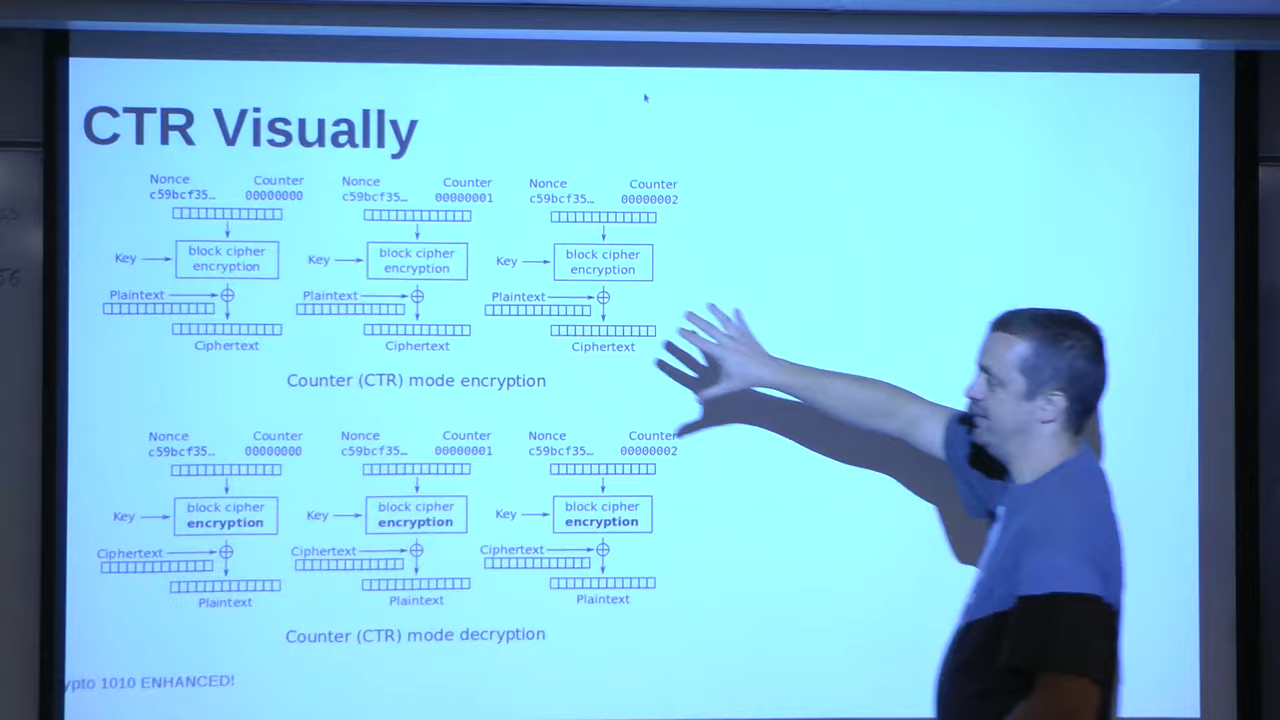 CTR Visually
Nonce Counter Nonce Counter Nonce Counter
c59bcf35… 00000000 c59bcf35… 00000001 c59bcf35… 00000002
Key block cipher Key block cipher Key block cipher
encryption encryption encryption
Plaintext Plaintext Plaintext
Ciphertext Ciphertext Ciphertext
Counter (CTR) mode encryption
Nonce Counter Nonce Counter Nonce Counter
c59bcf35… 00000000 c59bcf35… 00000001 c59bcf35… 00000002
Key block cipher Key block cipher Key block cipher
encryption encryption encryption
Ciphertext Ciphertext Ciphertext
Plaintext Plaintext Plaintext
Counter (CTR) mode decryption
ypto 1010 ENHANCED!